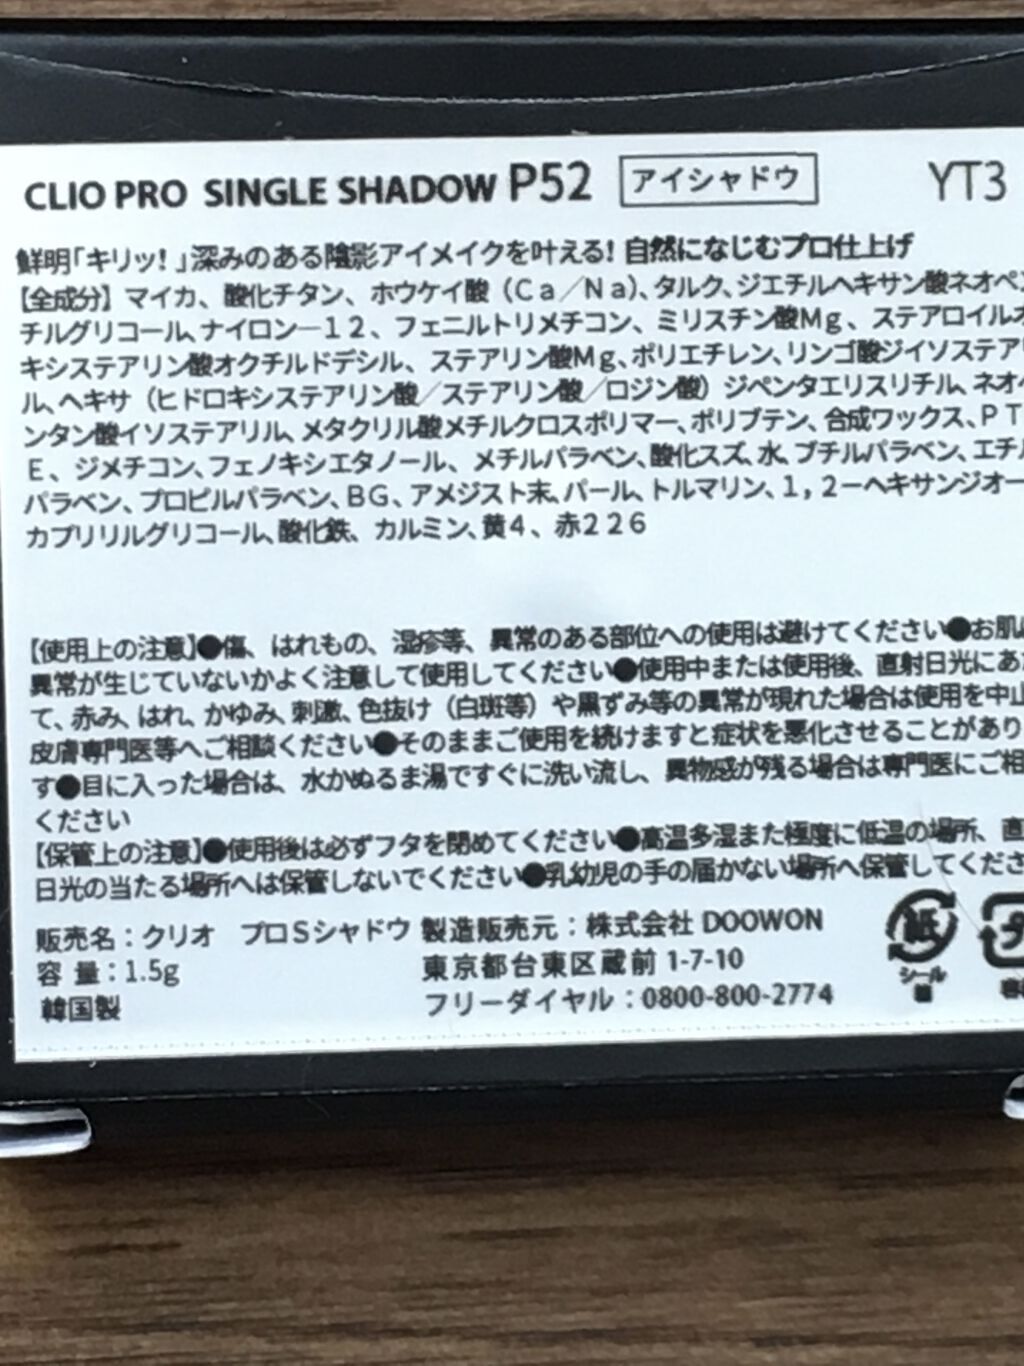 CLIO PRO SINGLE SHADOW P52 アイシャドウ YT3
鮮明「キリッ!」深みのある陰影アイメイクを叶える! 自然になじむプロ仕上げ
【全成分】マイカ、酸化チタン、ホウケイ酸(Ca/Na)、タルク、ジエチルヘキサン酸ネオペン
チルグリコール、ナイロン―12、フェニルトリメチコン、ミリスチン酸Mg、ステアロイルオ
キシステアリン酸オクチルドデシル、ステアリン酸Mg、ポリエチレン、リンゴ酸ジイソステアリ
ル、ヘキサ(ヒドロキシステアリン酸/ステアリン酸/ロジン酸)ジペンタエリスリチル、ネオペ
ンタン酸イソステアリル、メタクリル酸メチルクロスポリマー、ポリブテン、合成ワックス、PT
E、ジメチコン、フェノキシエタノール、メチルパラベン、酸化スズ、水、ブチルパラベン、エチル
パラベン、プロピルパラベン、BG、アメジスト末、パール、トルマリン、1,2-ヘキサンジオー
カプリリルグリコール、酸化鉄、カルミン、黄4、赤226
【使用上の注意】●傷、はれもの、湿疹等、異常のある部位への使用は避けてください●お肌に
異常が生じていないかよく注意して使用してください●使用中または使用後、直射日光にあ
て、赤み、はれ、かゆみ、刺激、色抜け(白斑等)や黒ずみ等の異常が現れた場合は使用を中止
皮膚専門医等へご相談ください●そのままご使用を続けますと症状を悪化させることがあり
す●目に入った場合は、水かぬるま湯ですぐに洗い流し、異物感が残る場合は専門医にご相
ください
【保管上の注意】●使用後は必ずフタを閉めてください●高温多湿また極度に低温の場所、直
日光の当たる場所へは保管しないでください●乳幼児の手の届かない場所へ保管してくださ
販売名:クリオ プロSシャドウ 製造販売元:株式会社 DOOWON
容 量:1.5g 東京都台東区蔵前 1-7-10
韓国製 フリーダイヤル:0800-800-2774
紙
シール